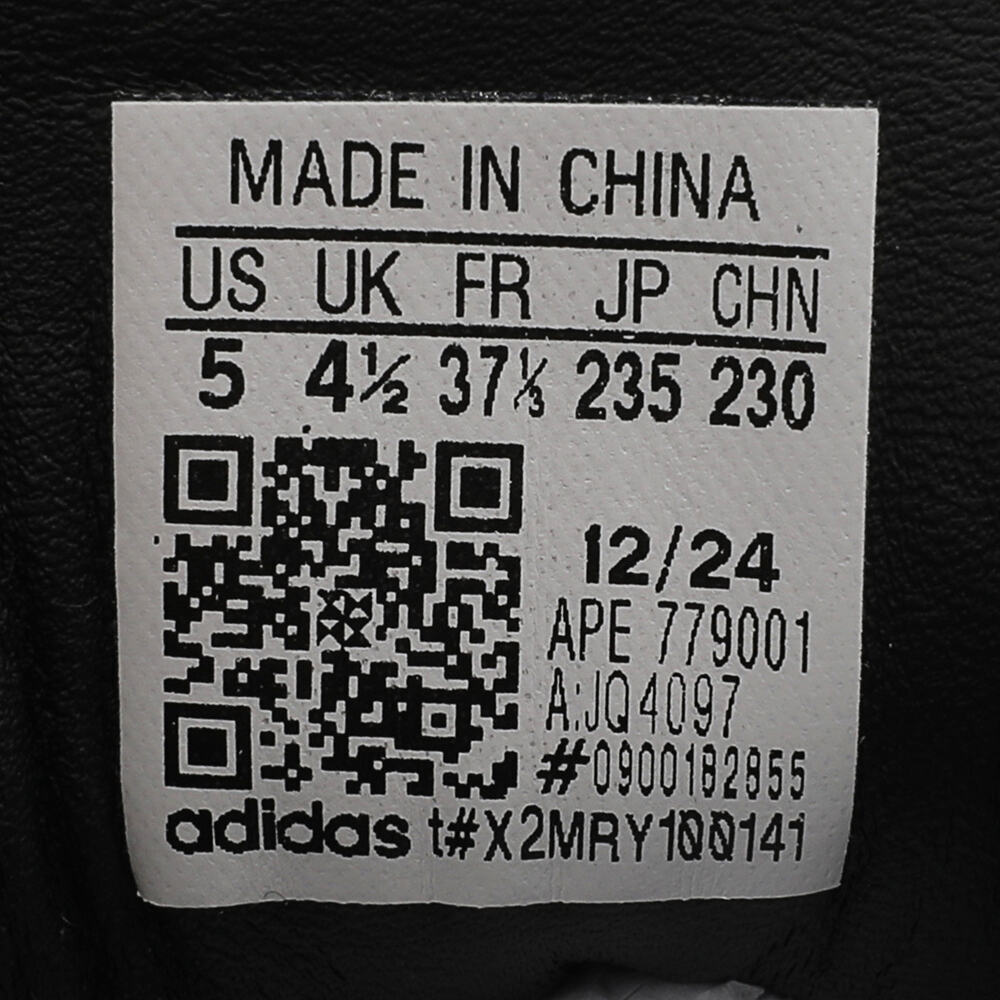 MADE IN CHINA
US UK FR JP CHN
5 4½ 37⅓ 235 230
12/24
APE 779001
A:JQ4097
#0900182855
adidas t#X2MRY100141